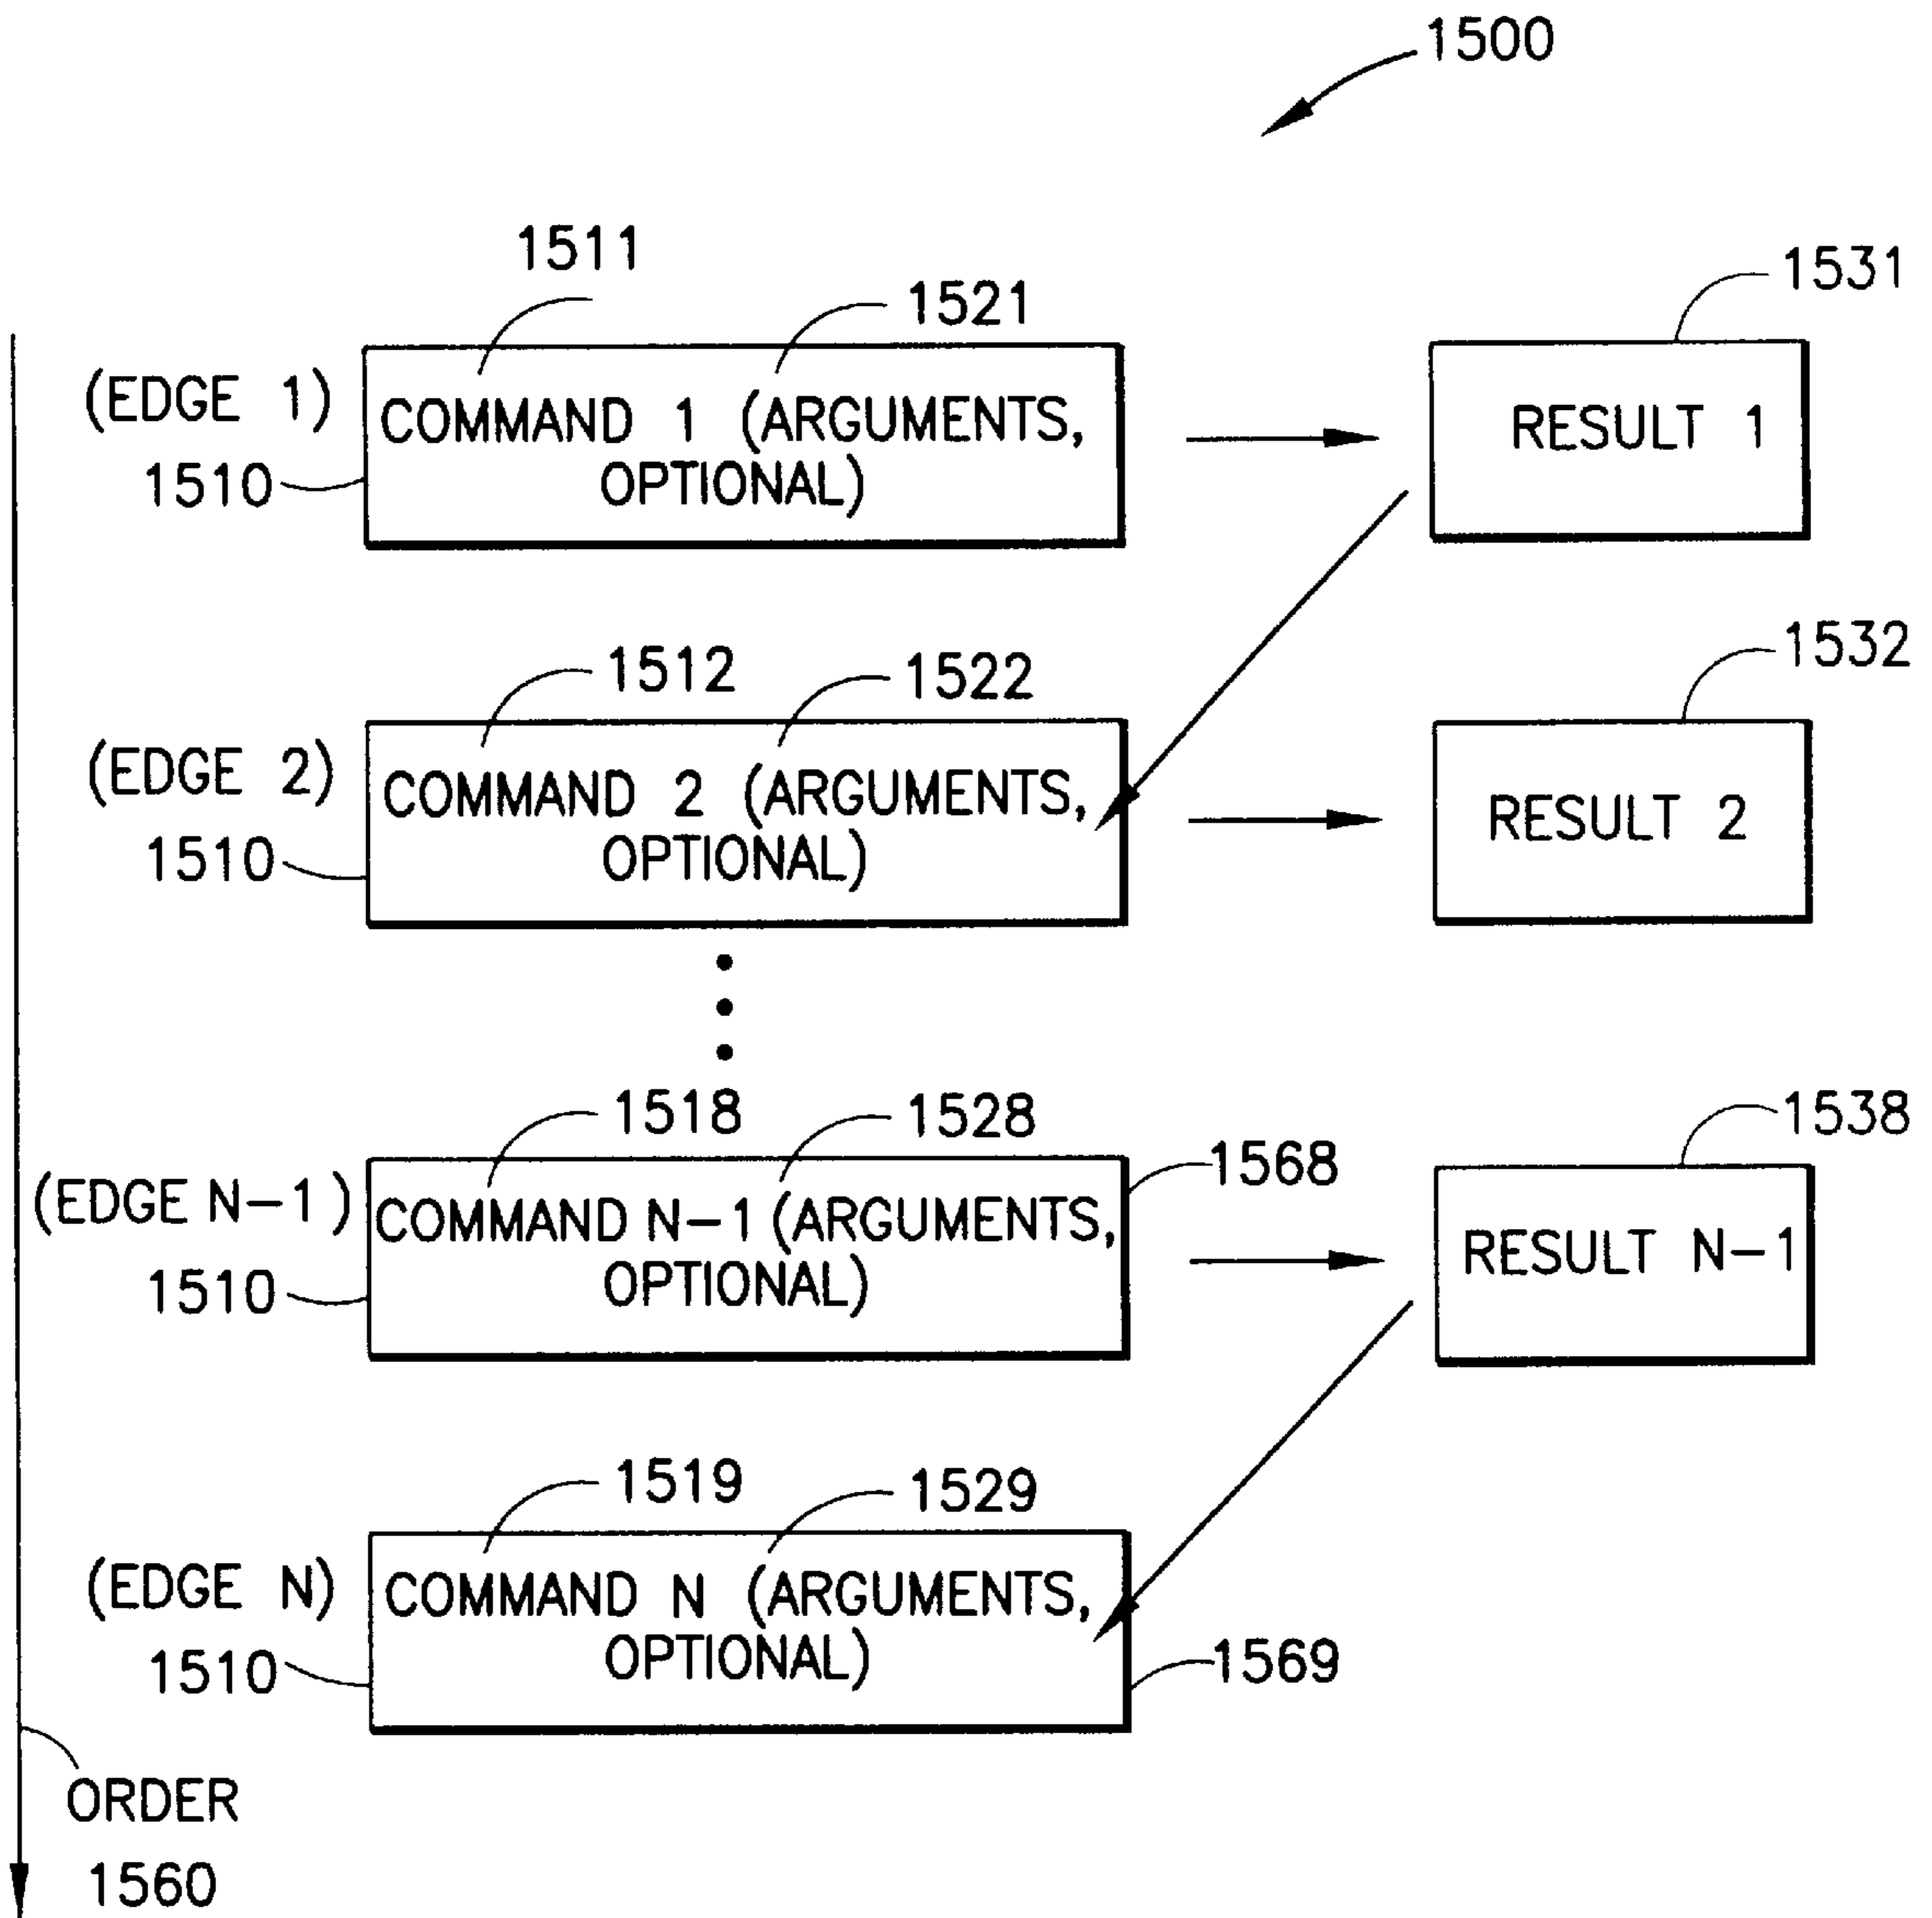 1500
1511
1521
1531
(EDGE 1)
COMMAND 1 (ARGUMENTS,
OPTIONAL)
RESULT 1
1510
1512
1522
1532
(EDGE 2)
COMMAND 2 (ARGUMENTS,
OPTIONAL)
RESULT 2
1510
1518
1528
1568
1538
(EDGE N-1)
COMMAND N-1 (ARGUMENTS,
OPTIONAL)
RESULT N-1
1510
1519
1529
(EDGE N)
COMMAND N (ARGUMENTS,
OPTIONAL)
1510
1569
ORDER
1560